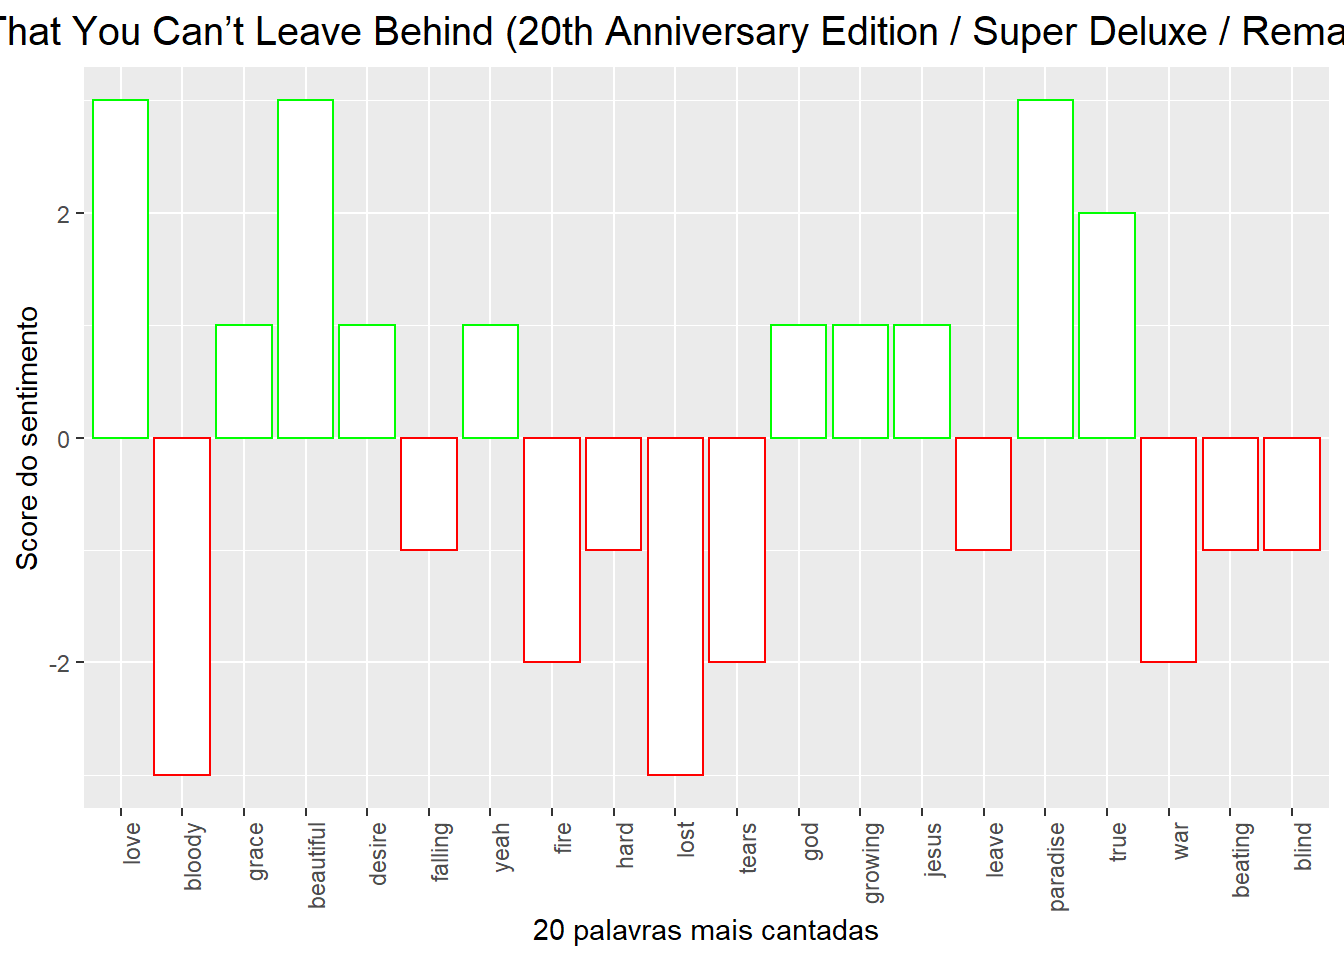 That You Can’t Leave Behind (20th Anniversary Edition / Super Deluxe / Rema
Score do sentimento
2
0
-2
love
bloody
grace
beautiful
desire
falling
yeah
fire
hard
lost
tears
god
growing
jesus
leave
paradise
true
war
beating
blind
20 palavras mais cantadas